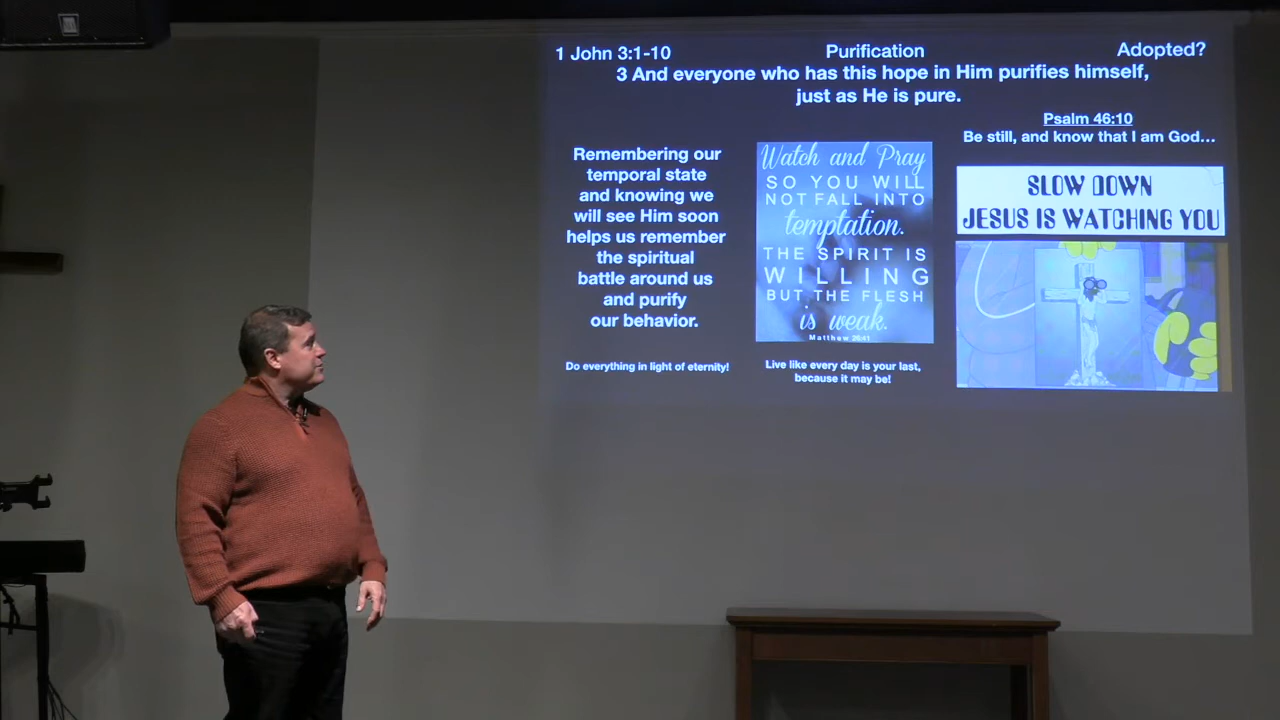 1 John 3:1-10 Purification Adopted?
3 And everyone who has this hope in Him purifies himself,
just as He is pure.
Psalm 46:10
Be still, and know that I am God…
Remembering our
temporal state
and knowing we
will see Him soon
helps us remember
the spiritual
battle around us
and purify
our behavior.
Do everything in light of eternity!
Watch and Pray
SO YOU WILL
NOT FALL INTO
temptation.
THE SPIRIT IS
WILLING
BUT THE FLESH
is weak.
Matthew 26:41
Live like every day is your last,
because it may be!
SLOW DOWN
JESUS IS WATCHING YOU